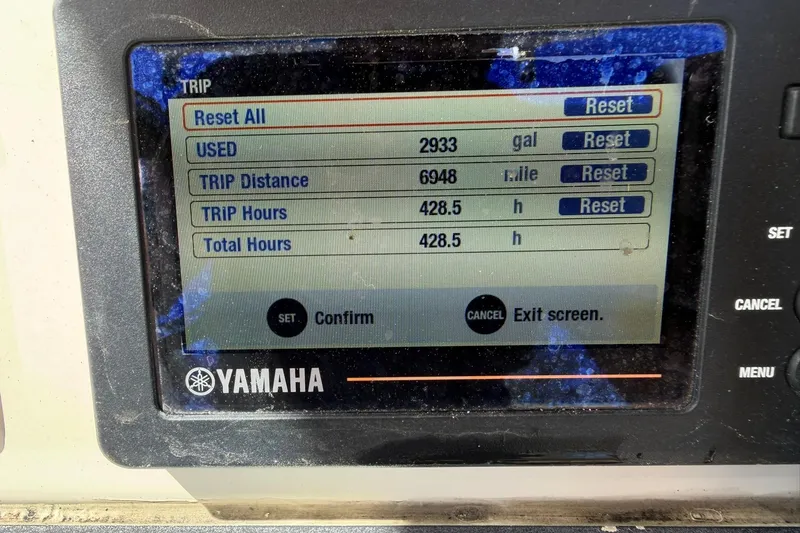 TRIP
Reset All Reset
USED 2933 gal Reset
TRIP Distance 6948 mile Reset
TRIP Hours 428.5 h Reset
Total Hours 428.5 h
SET Confirm CANCEL Exit screen.
YAMAHA
SET
CANCEL
MENU